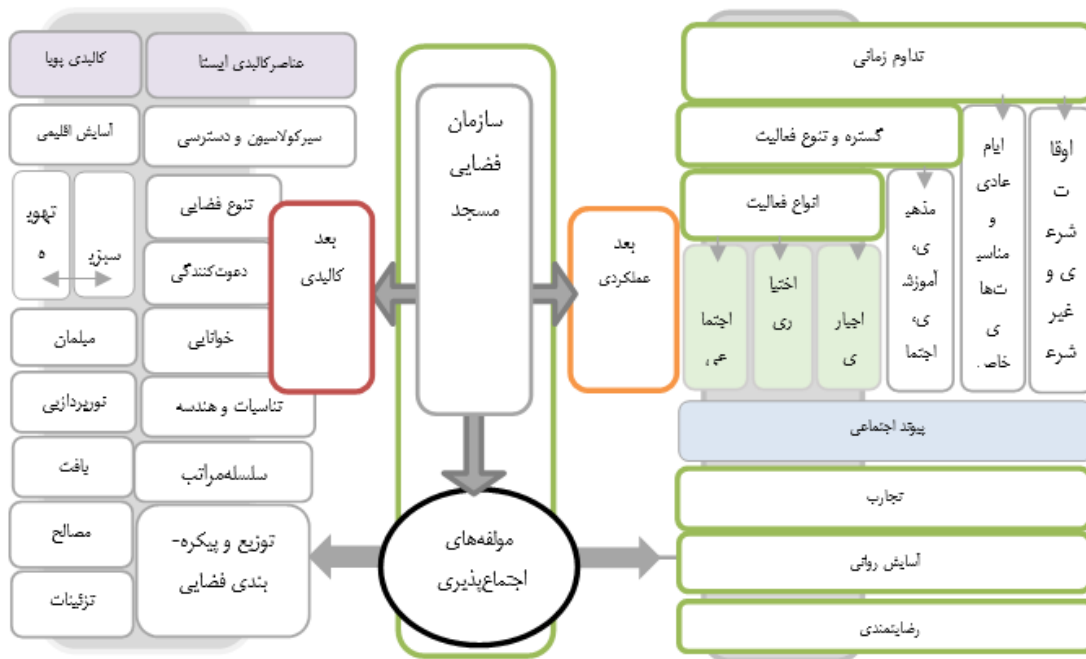 تداوم زمانی
گستره و تنوع فعالیت
انواع فعالیت
اوقا
ت
شرع
ی و
غیر
شرع
ایام
عادی
و
مناسب
ت‌ها
ی
خاص
مذهب
ی،
آموزش
ی،
اجتما
اجبار
ی
اختیا
ری
اجتما
عی
پیوند اجتماعی
تجارب
آسایش روانی
رضایتمندی
بعد
عملکردی
سازمان
فضایی
مسجد
مولفه‌های
اجتماع‌پذیری
بعد
کالبدی
عناصرکالبدی ایستا
سیرکولاسیون و دسترسی
تنوع فضایی
دعوت‌کنندگی
خوانایی
تناسبات و هندسه
سلسله‌مراتب
توزیع و پیکره-
بندی فضایی
کالبدی پویا
آسایش اقلیمی
سبزی
تهوی
ه
مبلمان
نورپردازیی
بافت
مصالح
تزئینات